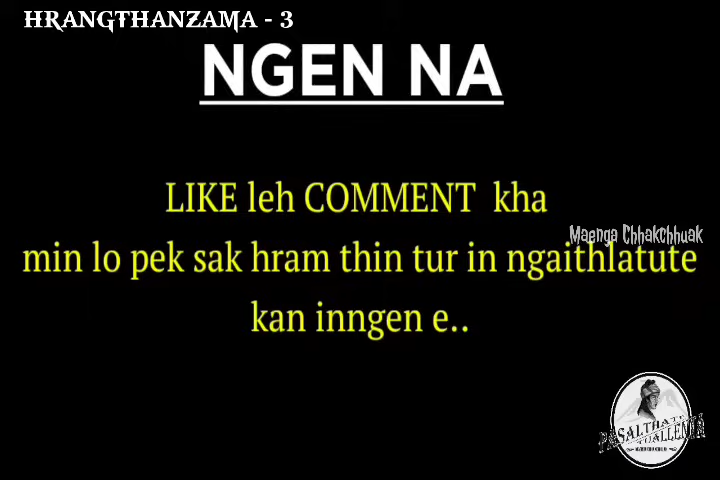 HRANGTHANZAMA - 3
NGEN NA
LIKE leh COMMENT kha
Maenga Chhakchhuak
min lo pek sak hram thin tur in ngaithlatute
kan inngen e..
PASALTHATE